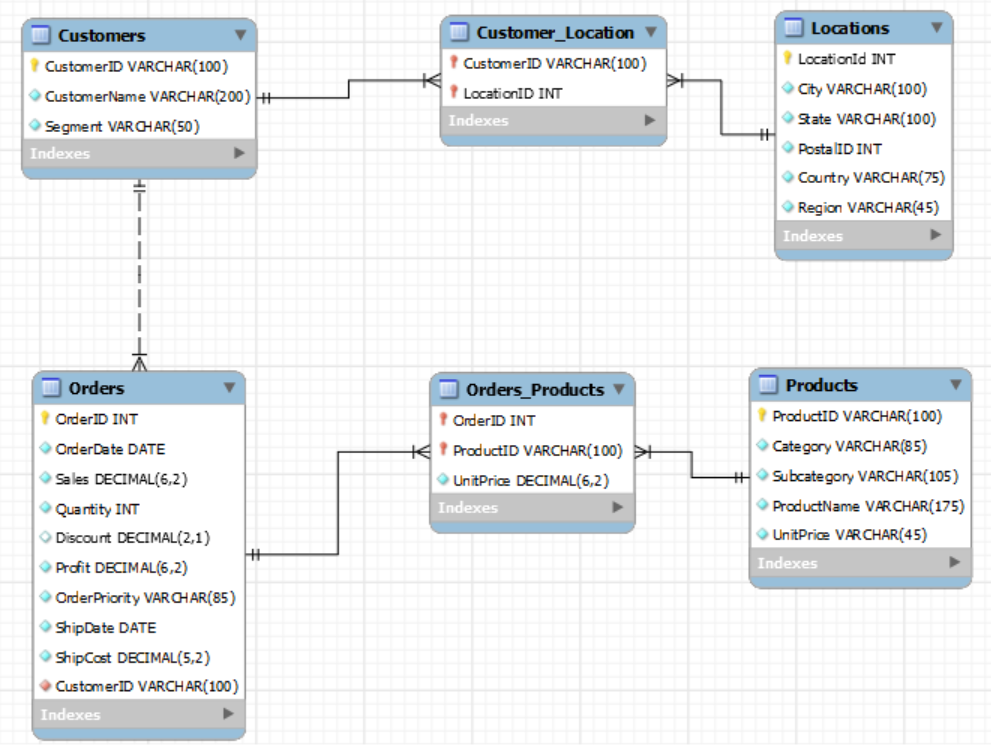 Customers
CustomerID VARCHAR(100)
CustomerName VARCHAR(200)
Segment VARCHAR(50)
Indexes
Customer_Location
CustomerID VARCHAR(100)
LocationID INT
Indexes
Locations
LocationId INT
City VARCHAR(100)
State VARCHAR(100)
PostalID INT
Country VARCHAR(75)
Region VARCHAR(45)
Indexes
Orders
OrderID INT
OrderDate DATE
Sales DECIMAL(6,2)
Quantity INT
Discount DECIMAL(2,1)
Profit DECIMAL(6,2)
OrderPriority VARCHAR(85)
ShipDate DATE
ShipCost DECIMAL(5,2)
CustomerID VARCHAR(100)
Indexes
Orders_Products
OrderID INT
ProductID VARCHAR(100)
UnitPrice DECIMAL(6,2)
Indexes
Products
ProductID VARCHAR(100)
Category VARCHAR(85)
Subcategory VARCHAR(105)
ProductName VARCHAR(175)
UnitPrice VARCHAR(45)
Indexes